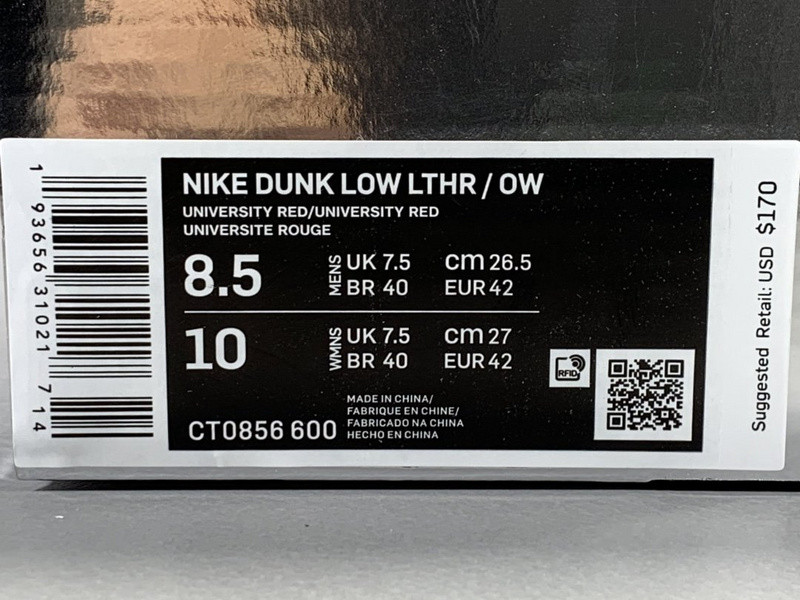 NIKE DUNK LOW LTHR / OW
UNIVERSITY RED/UNIVERSITY RED
UNIVERSITE ROUGE
8.5 MENS UK 7.5 cm 26.5
BR 40 EUR 42
10 WMNS UK 7.5 cm 27
BR 40 EUR 42
RFID
CT0856 600
MADE IN CHINA/
FABRIQUE EN CHINE/
FABRICADO NA CHINA
HECHO EN CHINA
1 93656 31021 7 14
Suggested Retail: USD $170